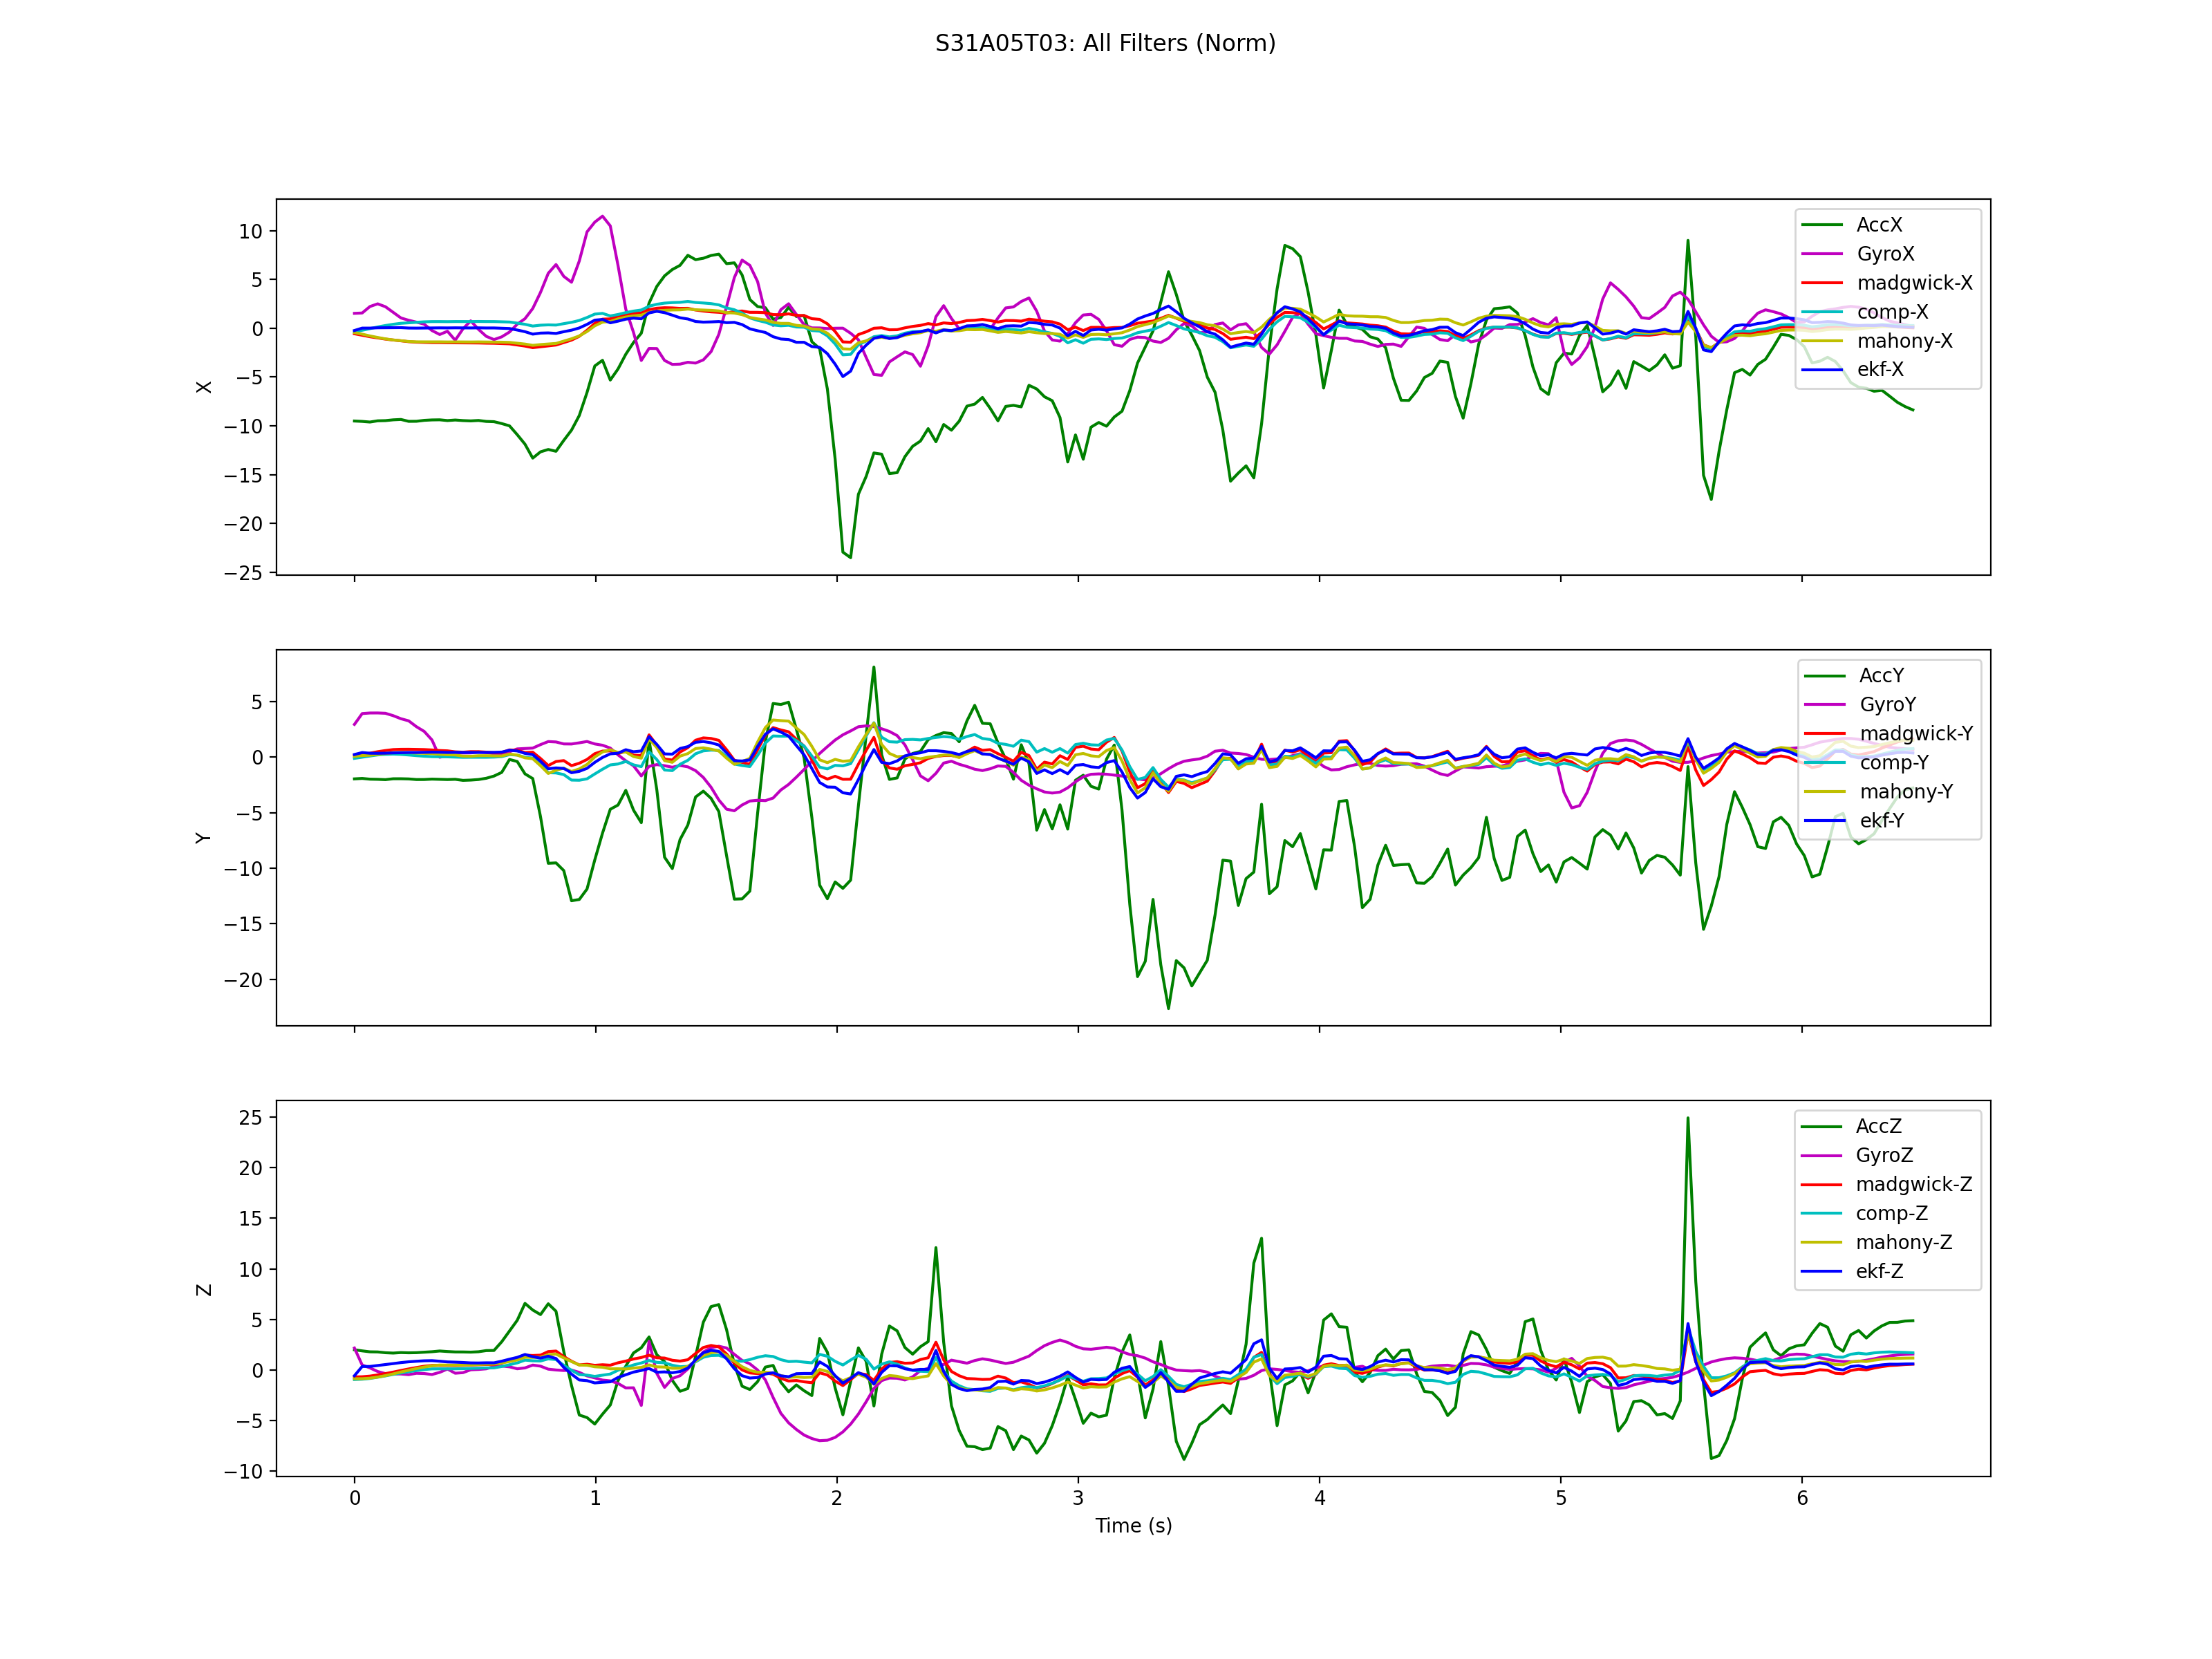 S31A05T03: All Filters (Norm)
10
5
0
−5
−10
−15
−20
−25
X
AccX
GyroX
madgwick-X
comp-X
mahony-X
ekf-X
5
0
−5
−10
−15
−20
Y
AccY
GyroY
madgwick-Y
comp-Y
mahony-Y
ekf-Y
25
20
15
10
5
0
−5
−10
Z
AccZ
GyroZ
madgwick-Z
comp-Z
mahony-Z
ekf-Z
0 1 2 3 4 5 6
Time (s)